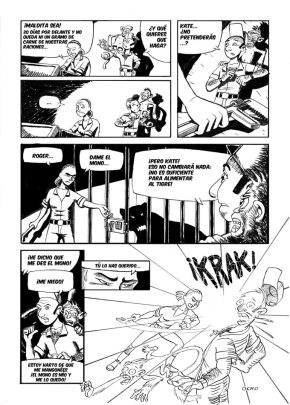 ¡MALDITA SEA!
20 DÍAS POR DELANTE Y NO
QUEDA NI UN GRAMO DE
CARNE DE NUESTRAS
RACIONES...
¿Y QUÉ
QUIERES
QUE
HAGA?
KATE...
¿NO
PRETENDERÁS
...?
ROGER...
DAME EL
MONO...
¡PERO KATE!
ESO NO CAMBIARÁ NADA:
¡NO ES SUFICIENTE
PARA ALIMENTAR
AL TIGRE!
¡HE DICHO QUE
ME DES EL MONO!
¡ME NIEGO!
ESTOY HARTO DE QUE
ME MANGONEES
¡EL MONO ES MÍO Y
ME LO QUEDO!
TÚ LO HAS QUERIDO...
¡KRAK!